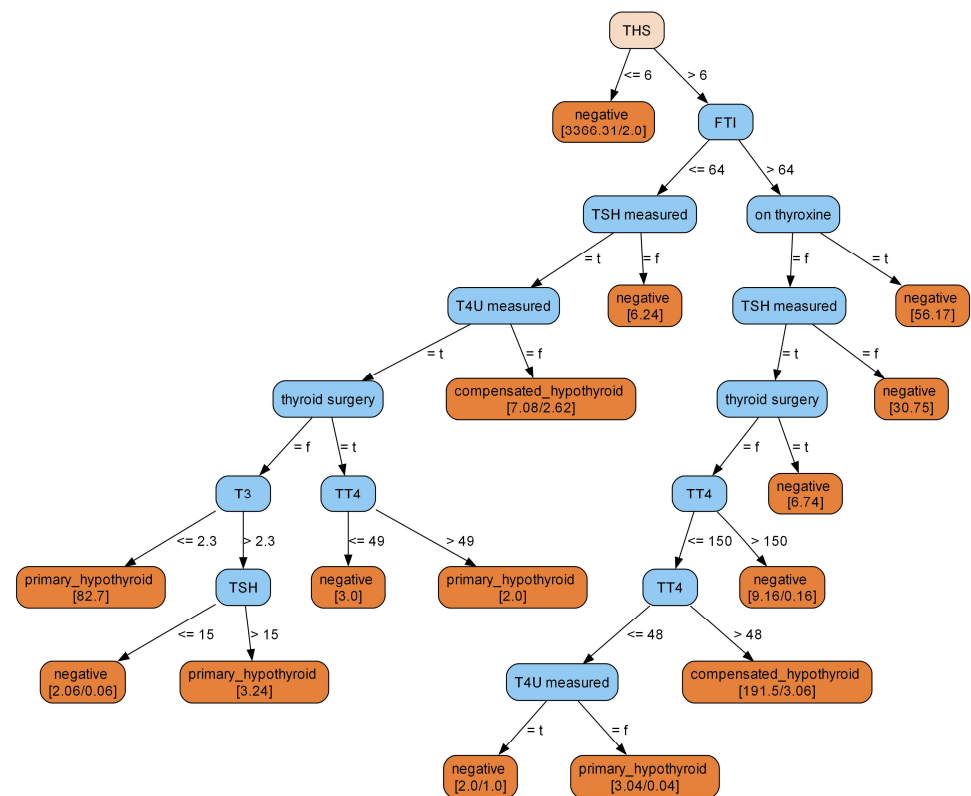 THS
<= 6
> 6
negative
[3366.31/2.0]
FTI
<= 64
> 64
TSH measured
on thyroxine
= t
= f
= f
= t
T4U measured
negative
[6.24]
TSH measured
negative
[56.17]
= t
= f
= t
= f
thyroid surgery
compensated_hypothyroid
[7.08/2.62]
thyroid surgery
negative
[30.75]
= f
= t
= f
= t
T3
TT4
TT4
negative
[6.74]
<= 2.3
> 2.3
<= 49
> 49
<= 150
> 150
primary_hypothyroid
[82.7]
TSH
negative
[3.0]
primary_hypothyroid
[2.0]
TT4
negative
[9.16/0.16]
<= 15
> 15
<= 48
> 48
negative
[2.06/0.06]
primary_hypothyroid
[3.24]
T4U measured
compensated_hypothyroid
[191.5/3.06]
= t
= f
negative
[2.0/1.0]
primary_hypothyroid
[3.04/0.04]